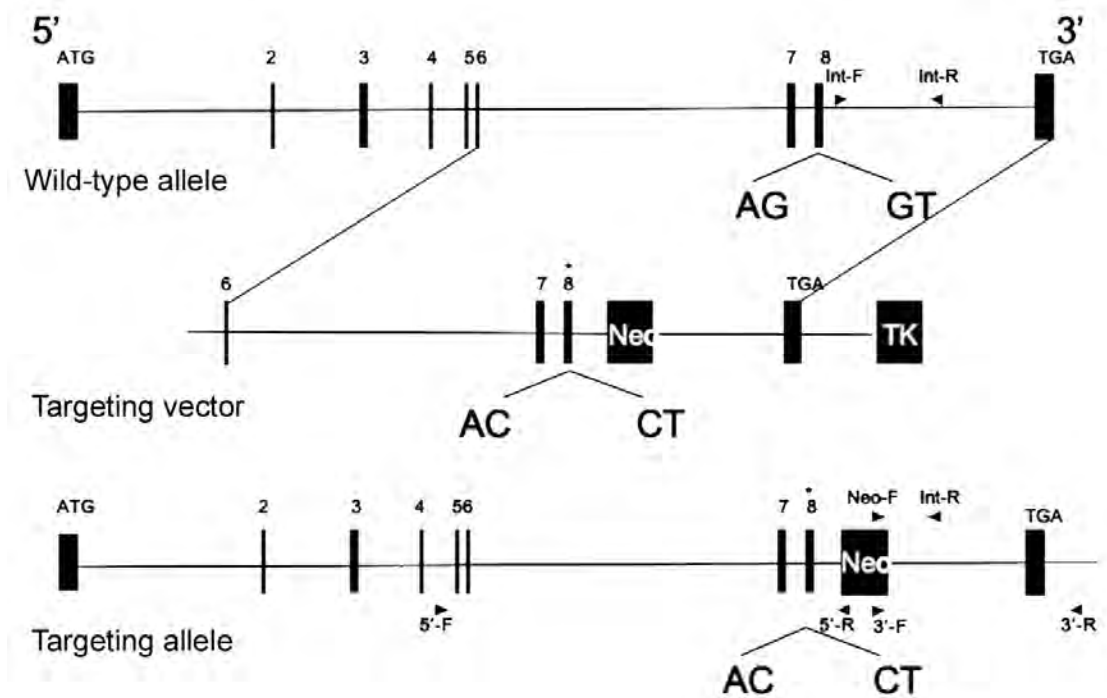 5’ 3’
ATG 2 3 4 5 6 7 8 TGA
Int-F Int-R
Wild-type allele
AG GT
6 7 8 TGA
*
Neo TK
Targeting vector
AC CT
ATG 2 3 4 5 6 7 8 Neo-F Int-R TGA
*
Neo
5’-F 5’-R 3’-F 3’-R
Targeting allele
AC CT